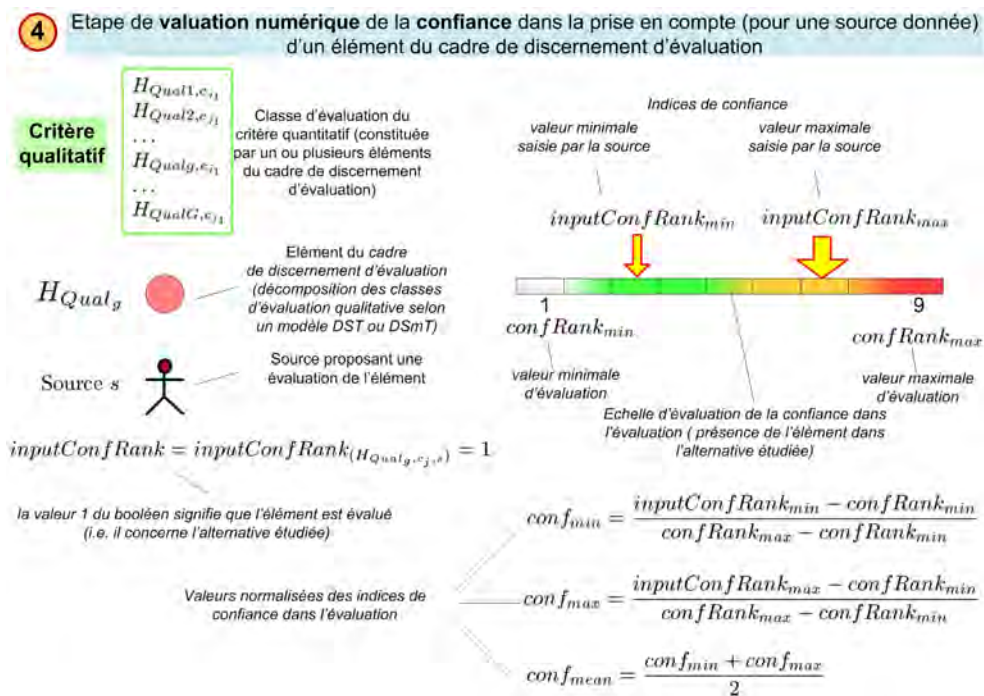 4
Etape de valuation numérique de la confiance dans la prise en compte (pour une source donnée)
d'un élément du cadre de discernement d'évaluation
Critère
qualitatif
H_{Qual1,c_{j_1}}
H_{Qual2,c_{j_1}}
...
H_{Qualg,c_{j_1}}
...
H_{QualG,c_{j_1}}
Classe d'évaluation du
critère quantitatif (constituée
par un ou plusieurs éléments
du cadre de discernement
d'évaluation)
H_{Qual_g}
Elément du cadre
de discernement d'évaluation
(décomposition des classes
d'évaluation qualitative selon
un modèle DST ou DSmT)
Source s
Source proposant une
évaluation de l'élément
inputConfRank = inputConfRank_{(H_{Qual_g,c_j,s})} = 1
la valeur 1 du booléen signifie que l'élément est évalué
(i.e. il concerne l'alternative étudiée)
Indices de confiance
valeur minimale
saisie par la source
valeur maximale
saisie par la source
inputConfRank_{min}
inputConfRank_{max}
1
9
confRank_{min}
confRank_{max}
valeur minimale
d'évaluation
valeur maximale
d'évaluation
Echelle d'évaluation de la confiance dans
l'évaluation ( présence de l'élément dans
l'alternative étudiée)
Valeurs normalisées des indices de
confiance dans l'évaluation
conf_{min} = \frac{inputConfRank_{min} - confRank_{min}}{confRank_{max} - confRank_{min}}
conf_{max} = \frac{inputConfRank_{max} - confRank_{min}}{confRank_{max} - confRank_{min}}
conf_{mean} = \frac{conf_{min} + conf_{max}}{2}